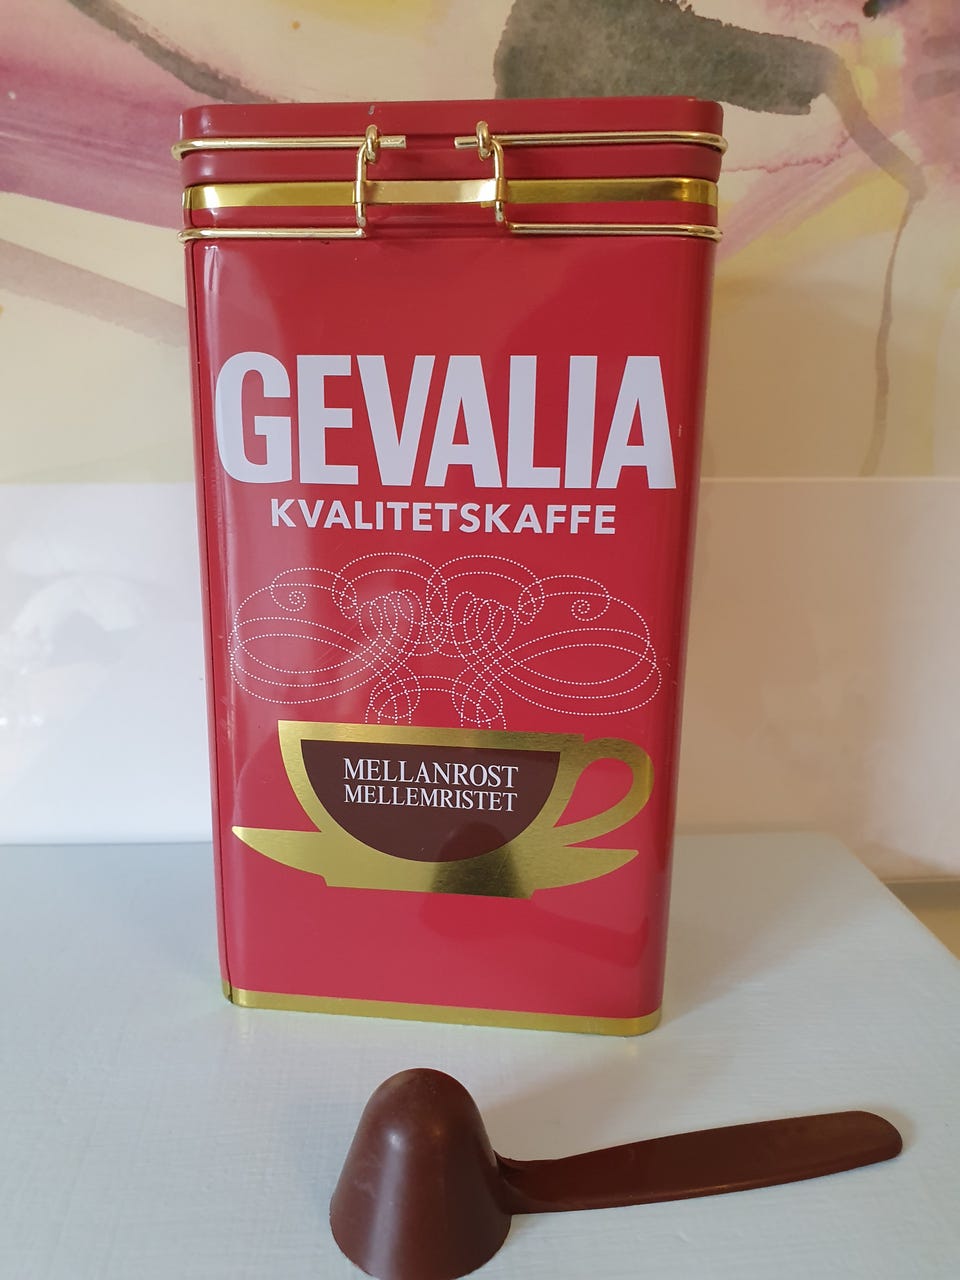 GEVALIA
KVALITETSKAFFE
MELLANROST
MELLEMRISTET